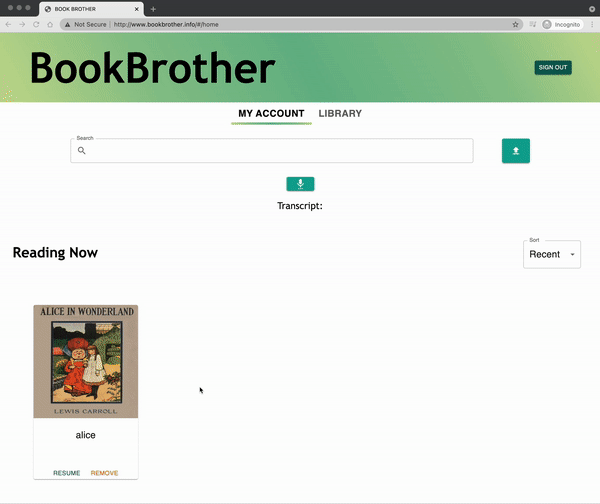 BOOK BROTHER
Not Secure | http://www.bookbrother.info/#/home
Incognito
BookBrother
SIGN OUT
MY ACCOUNT
LIBRARY
Search
Transcript:
Reading Now
Sort
Recent
ALICE IN WONDERLAND
LEWIS CARROLL
alice
RESUME
REMOVE